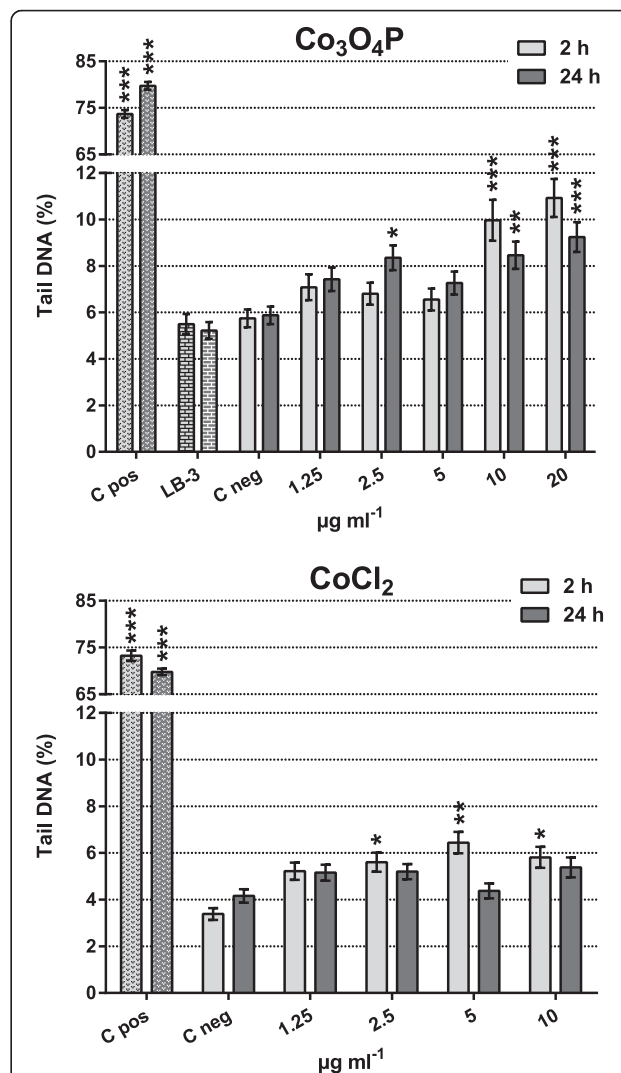 Co₃O₄P
2 h
24 h
Tail DNA (%)
85
75
65
12
10
8
6
4
2
0
*** *** * *** ** *** ***
C pos LB-3 C neg 1.25 2.5 5 10 20
µg ml⁻¹
CoCl₂
2 h
24 h
Tail DNA (%)
85
75
65
12
10
8
6
4
2
0
*** *** * ** *
C pos C neg 1.25 2.5 5 10
µg ml⁻¹